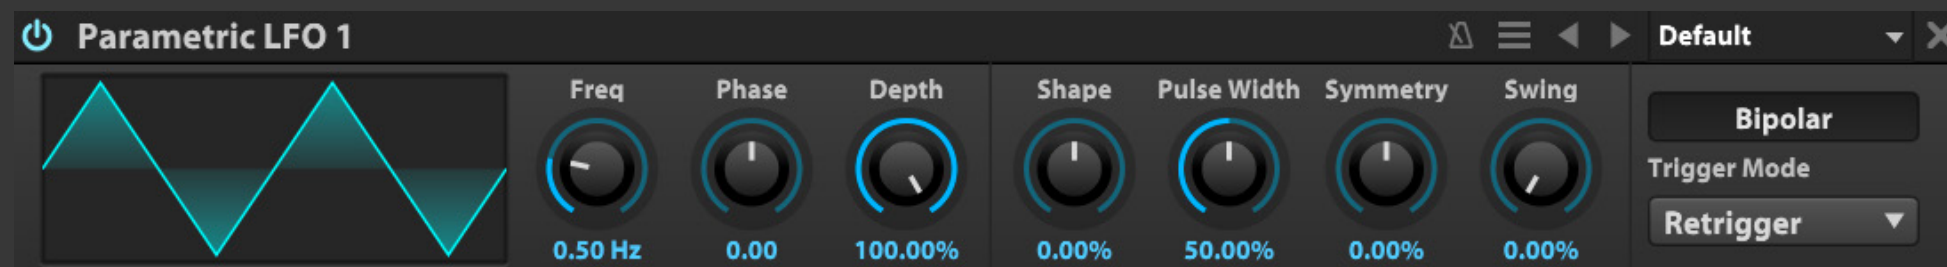 Parametric LFO 1
Default
Freq Phase Depth Shape Pulse Width Symmetry Swing
0.50 Hz 0.00 100.00% 0.00% 50.00% 0.00% 0.00%
Bipolar
Trigger Mode
Retrigger